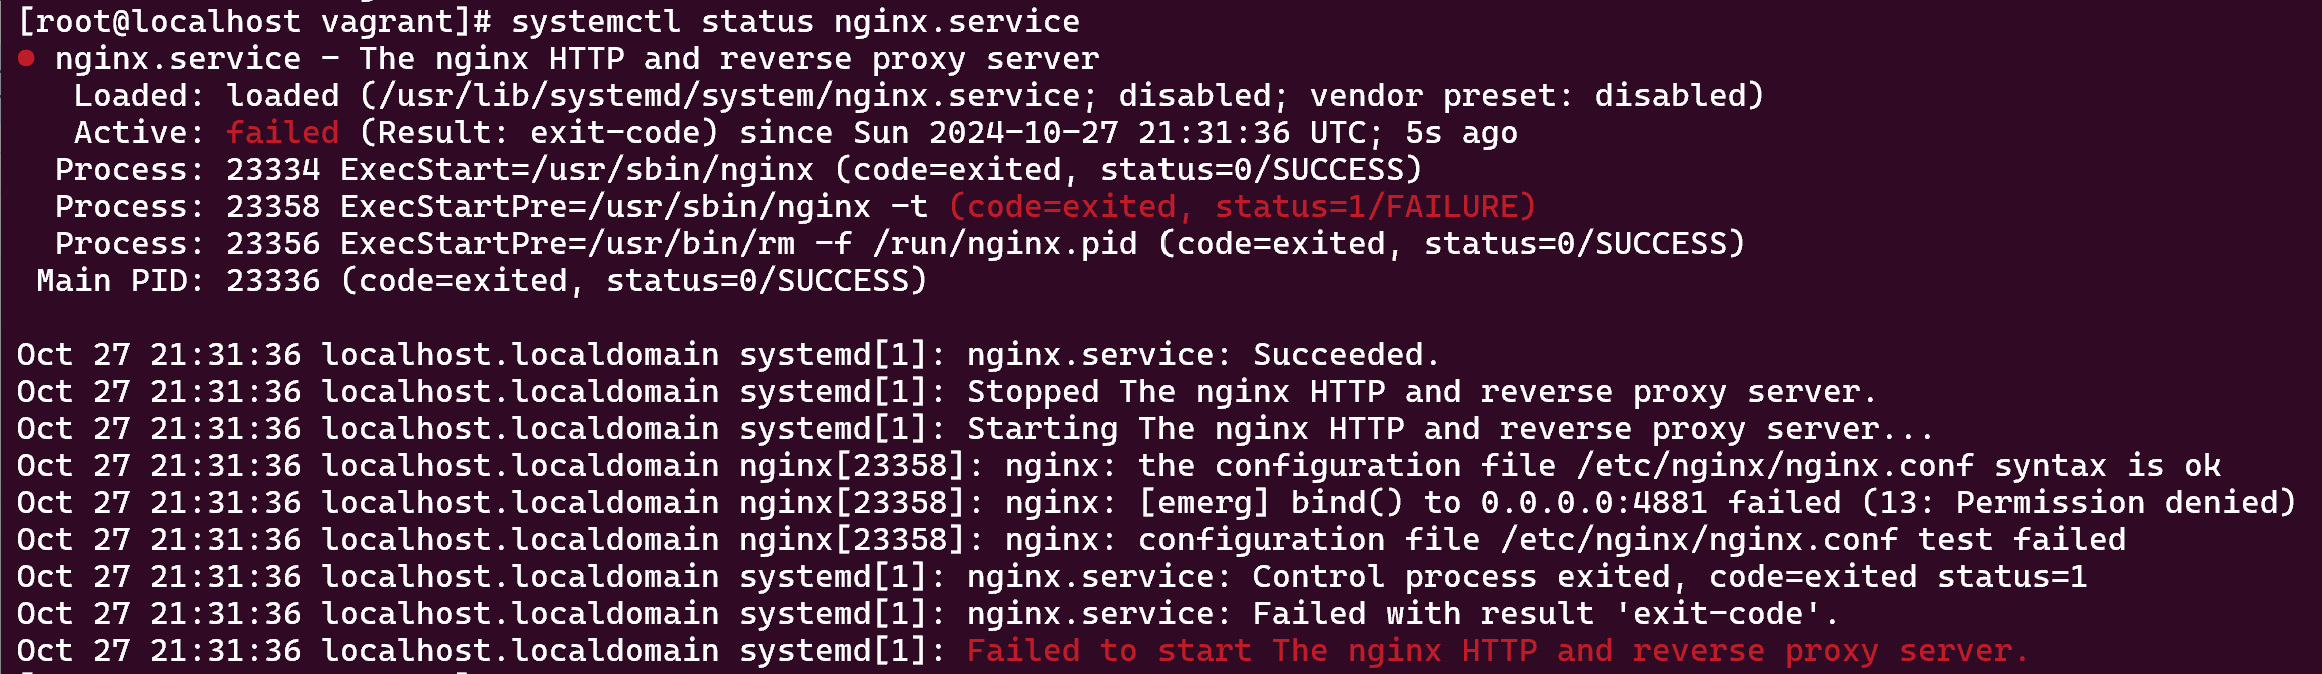 [root@localhost vagrant]# systemctl status nginx.service
● nginx.service - The nginx HTTP and reverse proxy server
   Loaded: loaded (/usr/lib/systemd/system/nginx.service; disabled; vendor preset: disabled)
   Active: failed (Result: exit-code) since Sun 2024-10-27 21:31:36 UTC; 5s ago
  Process: 23334 ExecStart=/usr/sbin/nginx (code=exited, status=0/SUCCESS)
  Process: 23358 ExecStartPre=/usr/sbin/nginx -t (code=exited, status=1/FAILURE)
  Process: 23356 ExecStartPre=/usr/bin/rm -f /run/nginx.pid (code=exited, status=0/SUCCESS)
 Main PID: 23336 (code=exited, status=0/SUCCESS)

Oct 27 21:31:36 localhost.localdomain systemd[1]: nginx.service: Succeeded.
Oct 27 21:31:36 localhost.localdomain systemd[1]: Stopped The nginx HTTP and reverse proxy server.
Oct 27 21:31:36 localhost.localdomain systemd[1]: Starting The nginx HTTP and reverse proxy server...
Oct 27 21:31:36 localhost.localdomain nginx[23358]: nginx: the configuration file /etc/nginx/nginx.conf syntax is ok
Oct 27 21:31:36 localhost.localdomain nginx[23358]: nginx: [emerg] bind() to 0.0.0.0:4881 failed (13: Permission denied)
Oct 27 21:31:36 localhost.localdomain nginx[23358]: nginx: configuration file /etc/nginx/nginx.conf test failed
Oct 27 21:31:36 localhost.localdomain systemd[1]: nginx.service: Control process exited, code=exited status=1
Oct 27 21:31:36 localhost.localdomain systemd[1]: nginx.service: Failed with result 'exit-code'.
Oct 27 21:31:36 localhost.localdomain systemd[1]: Failed to start The nginx HTTP and reverse proxy server.